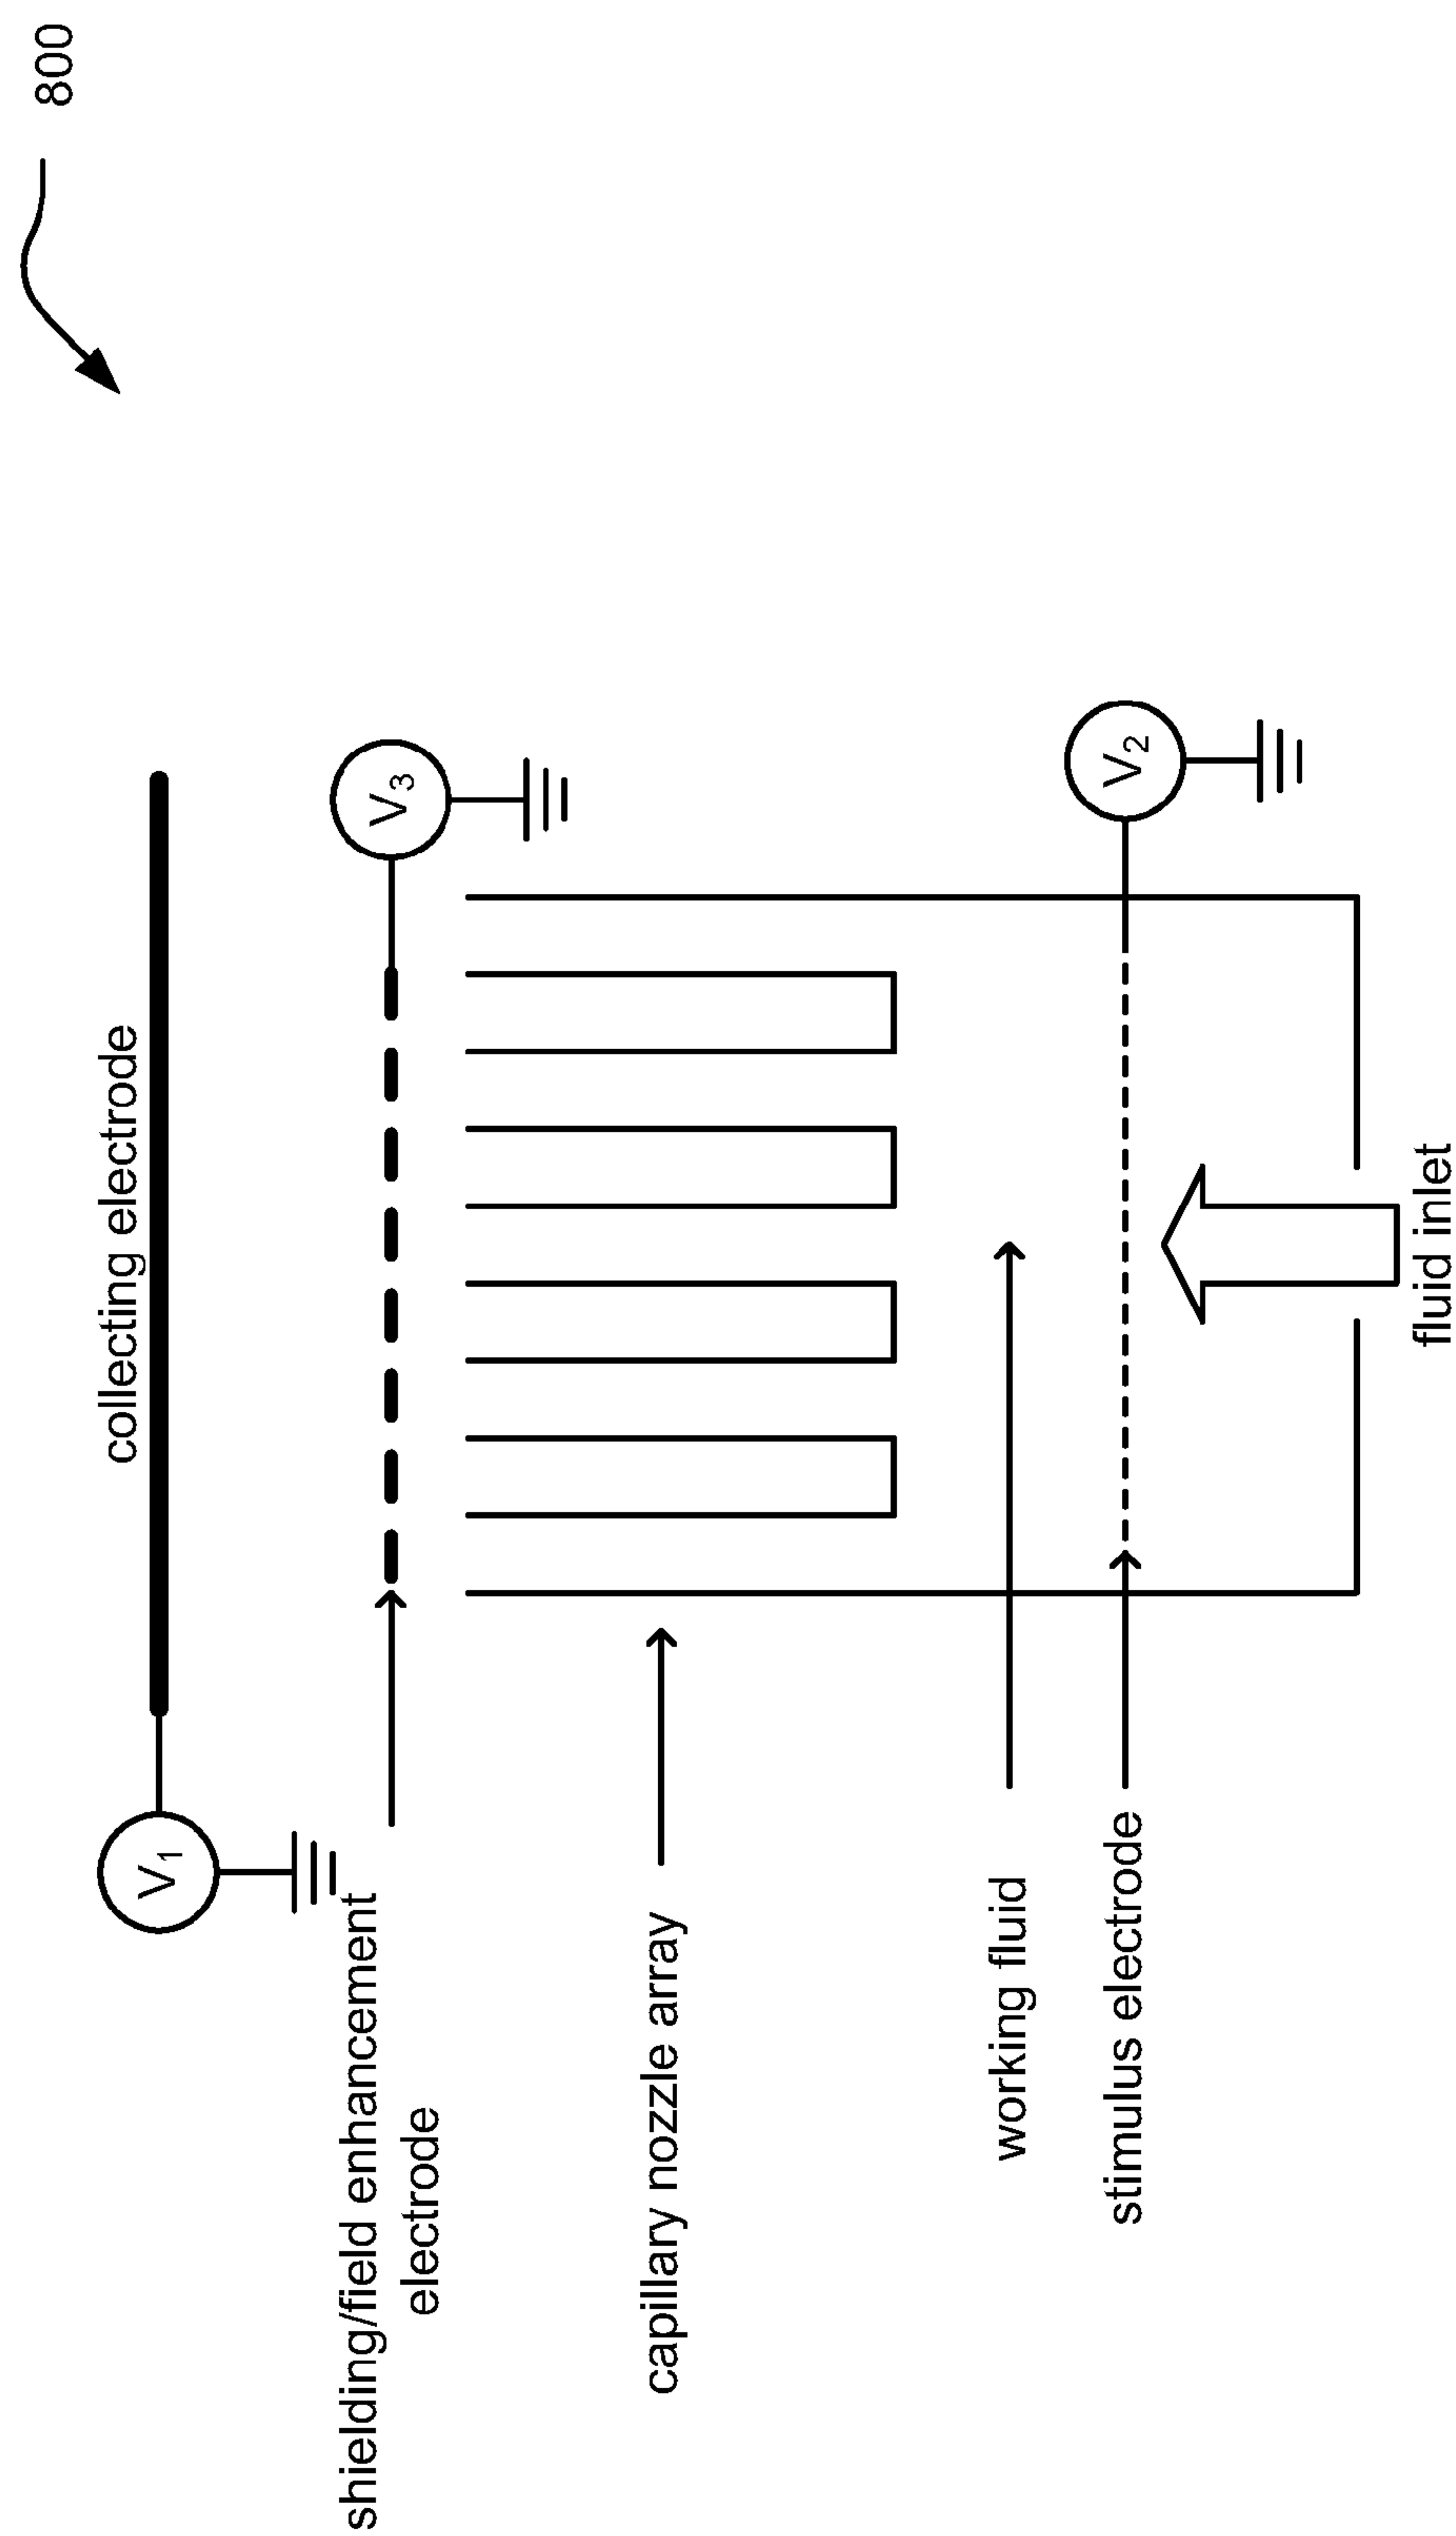 800
collecting electrode
V1
V3
shielding/field enhancement
electrode
capillary nozzle array
working fluid
stimulus electrode
V2
fluid inlet